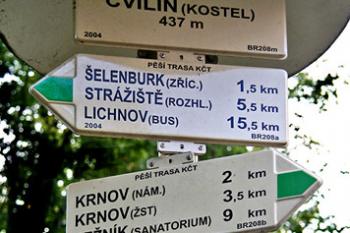 CVILÍN (KOSTEL)
437 m
2004 BR208m
PĚŠÍ TRASA KČT
ŠELENBURK (ZŘÍC.) 1,5 km
STRÁŽIŠTĚ (ROZHL.) 5,5 km
LICHNOV (BUS) 15,5 km
2004 BR208a
PĚŠÍ TRASA KČT
KRNOV (NÁM.) 2 km
KRNOV (ŽST) 3,5 km
(SANATORIUM) 9 km
BR208b